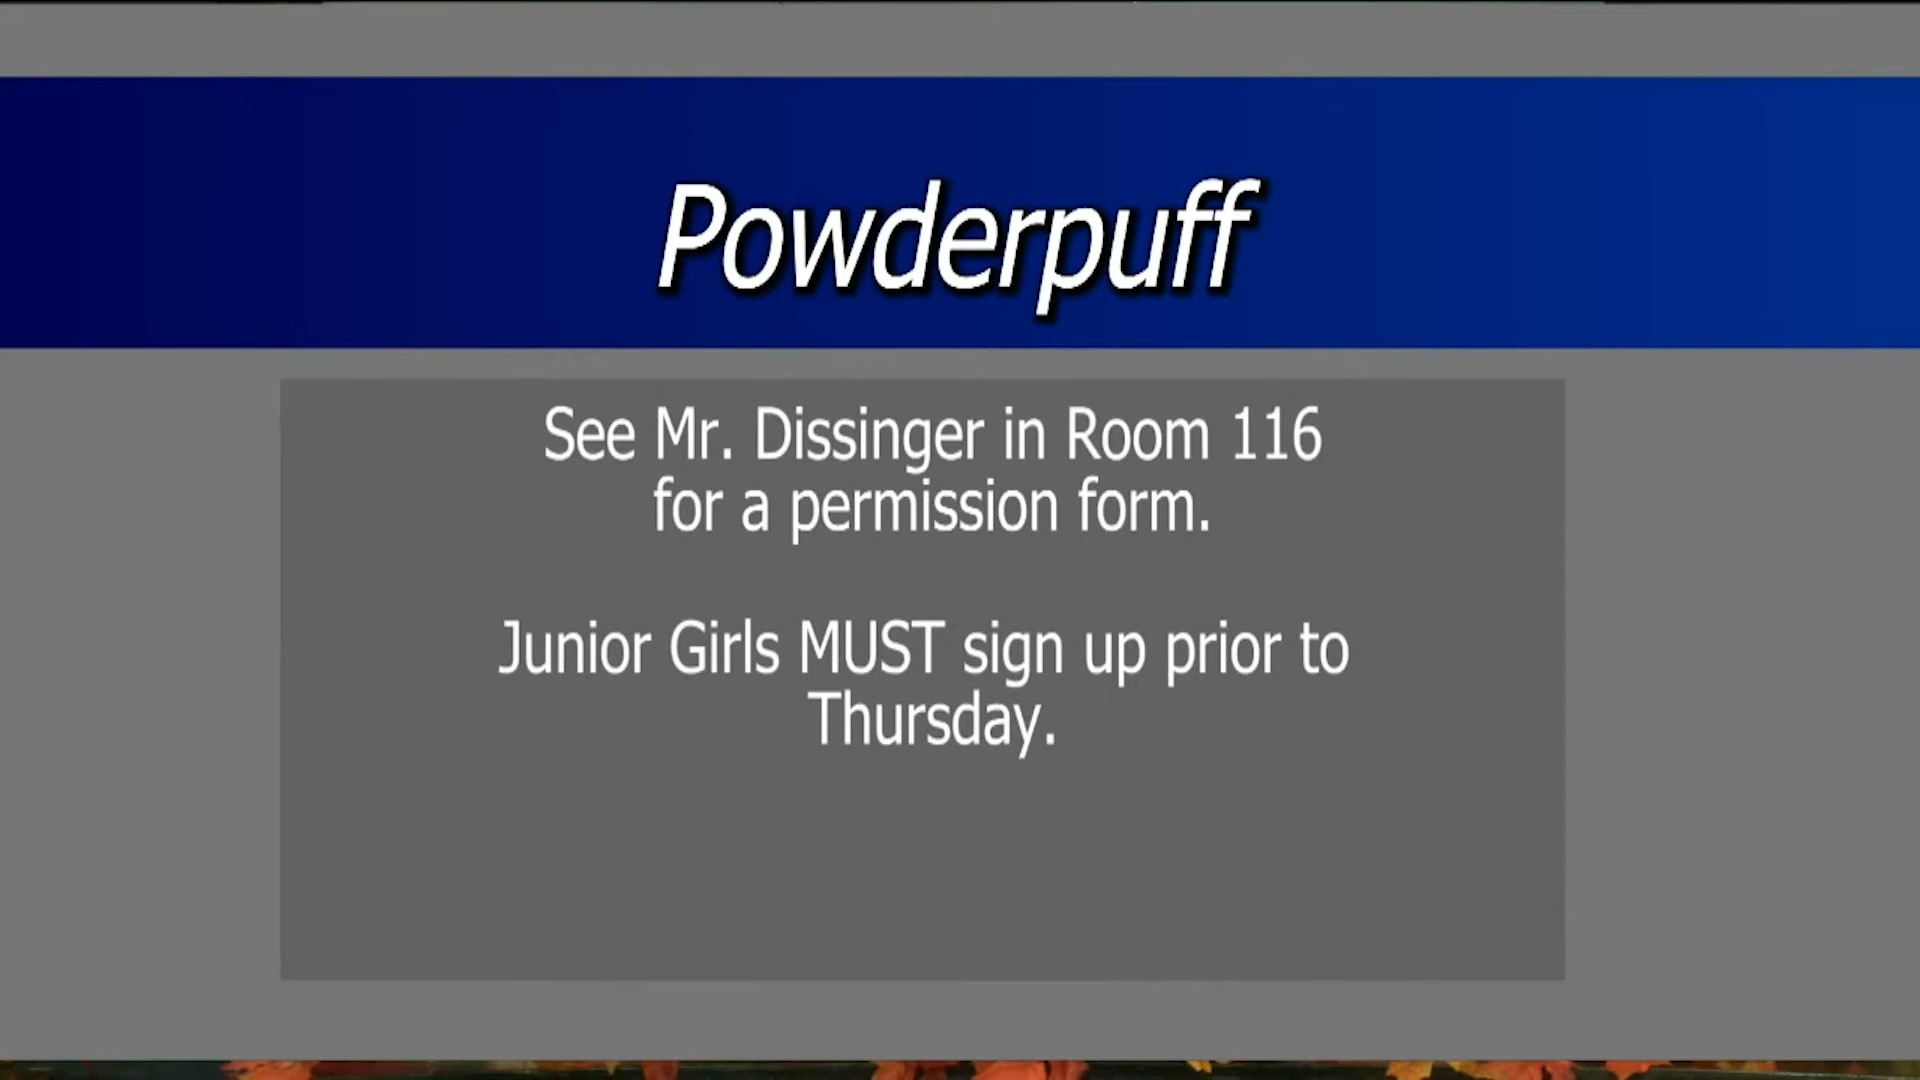 Powderpuff
See Mr. Dissinger in Room 116
for a permission form.
Junior Girls MUST sign up prior to
Thursday.